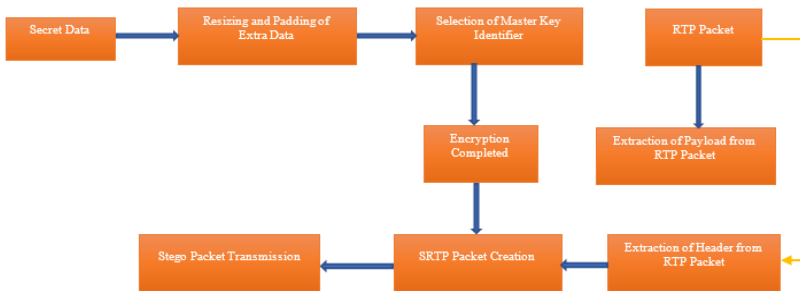 Secret Data
Resizing and Padding of
Extra Data
Selection of Master Key
Identifier
RTP Packet
Encryption
Completed
Extraction of Payload from
RTP Packet
Stego Packet Transmission
SRTP Packet Creation
Extraction of Header from
RTP Packet